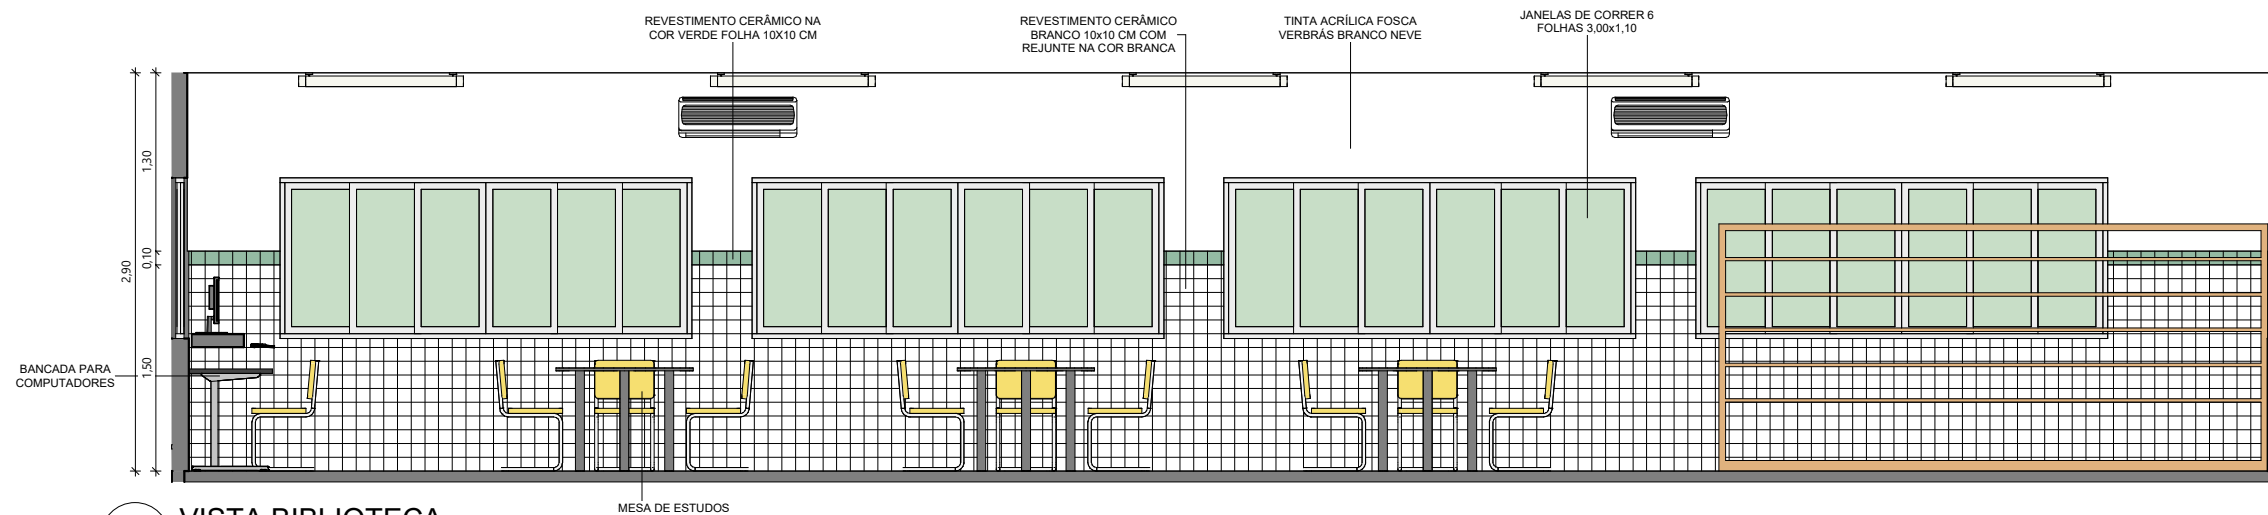 REVESTIMENTO CERÂMICO NA
COR VERDE FOLHA 10X10 CM
REVESTIMENTO CERÂMICO
BRANCO 10x10 CM COM
REJUNTE NA COR BRANCA
TINTA ACRÍLICA FOSCA
VERBRÁS BRANCO NEVE
JANELAS DE CORRER 6
FOLHAS 3,00x1,10
1,30
0,10
2,90
1,50
BANCADA PARA
COMPUTADORES
MESA DE ESTUDOS
VISTA BIBLIOTECA